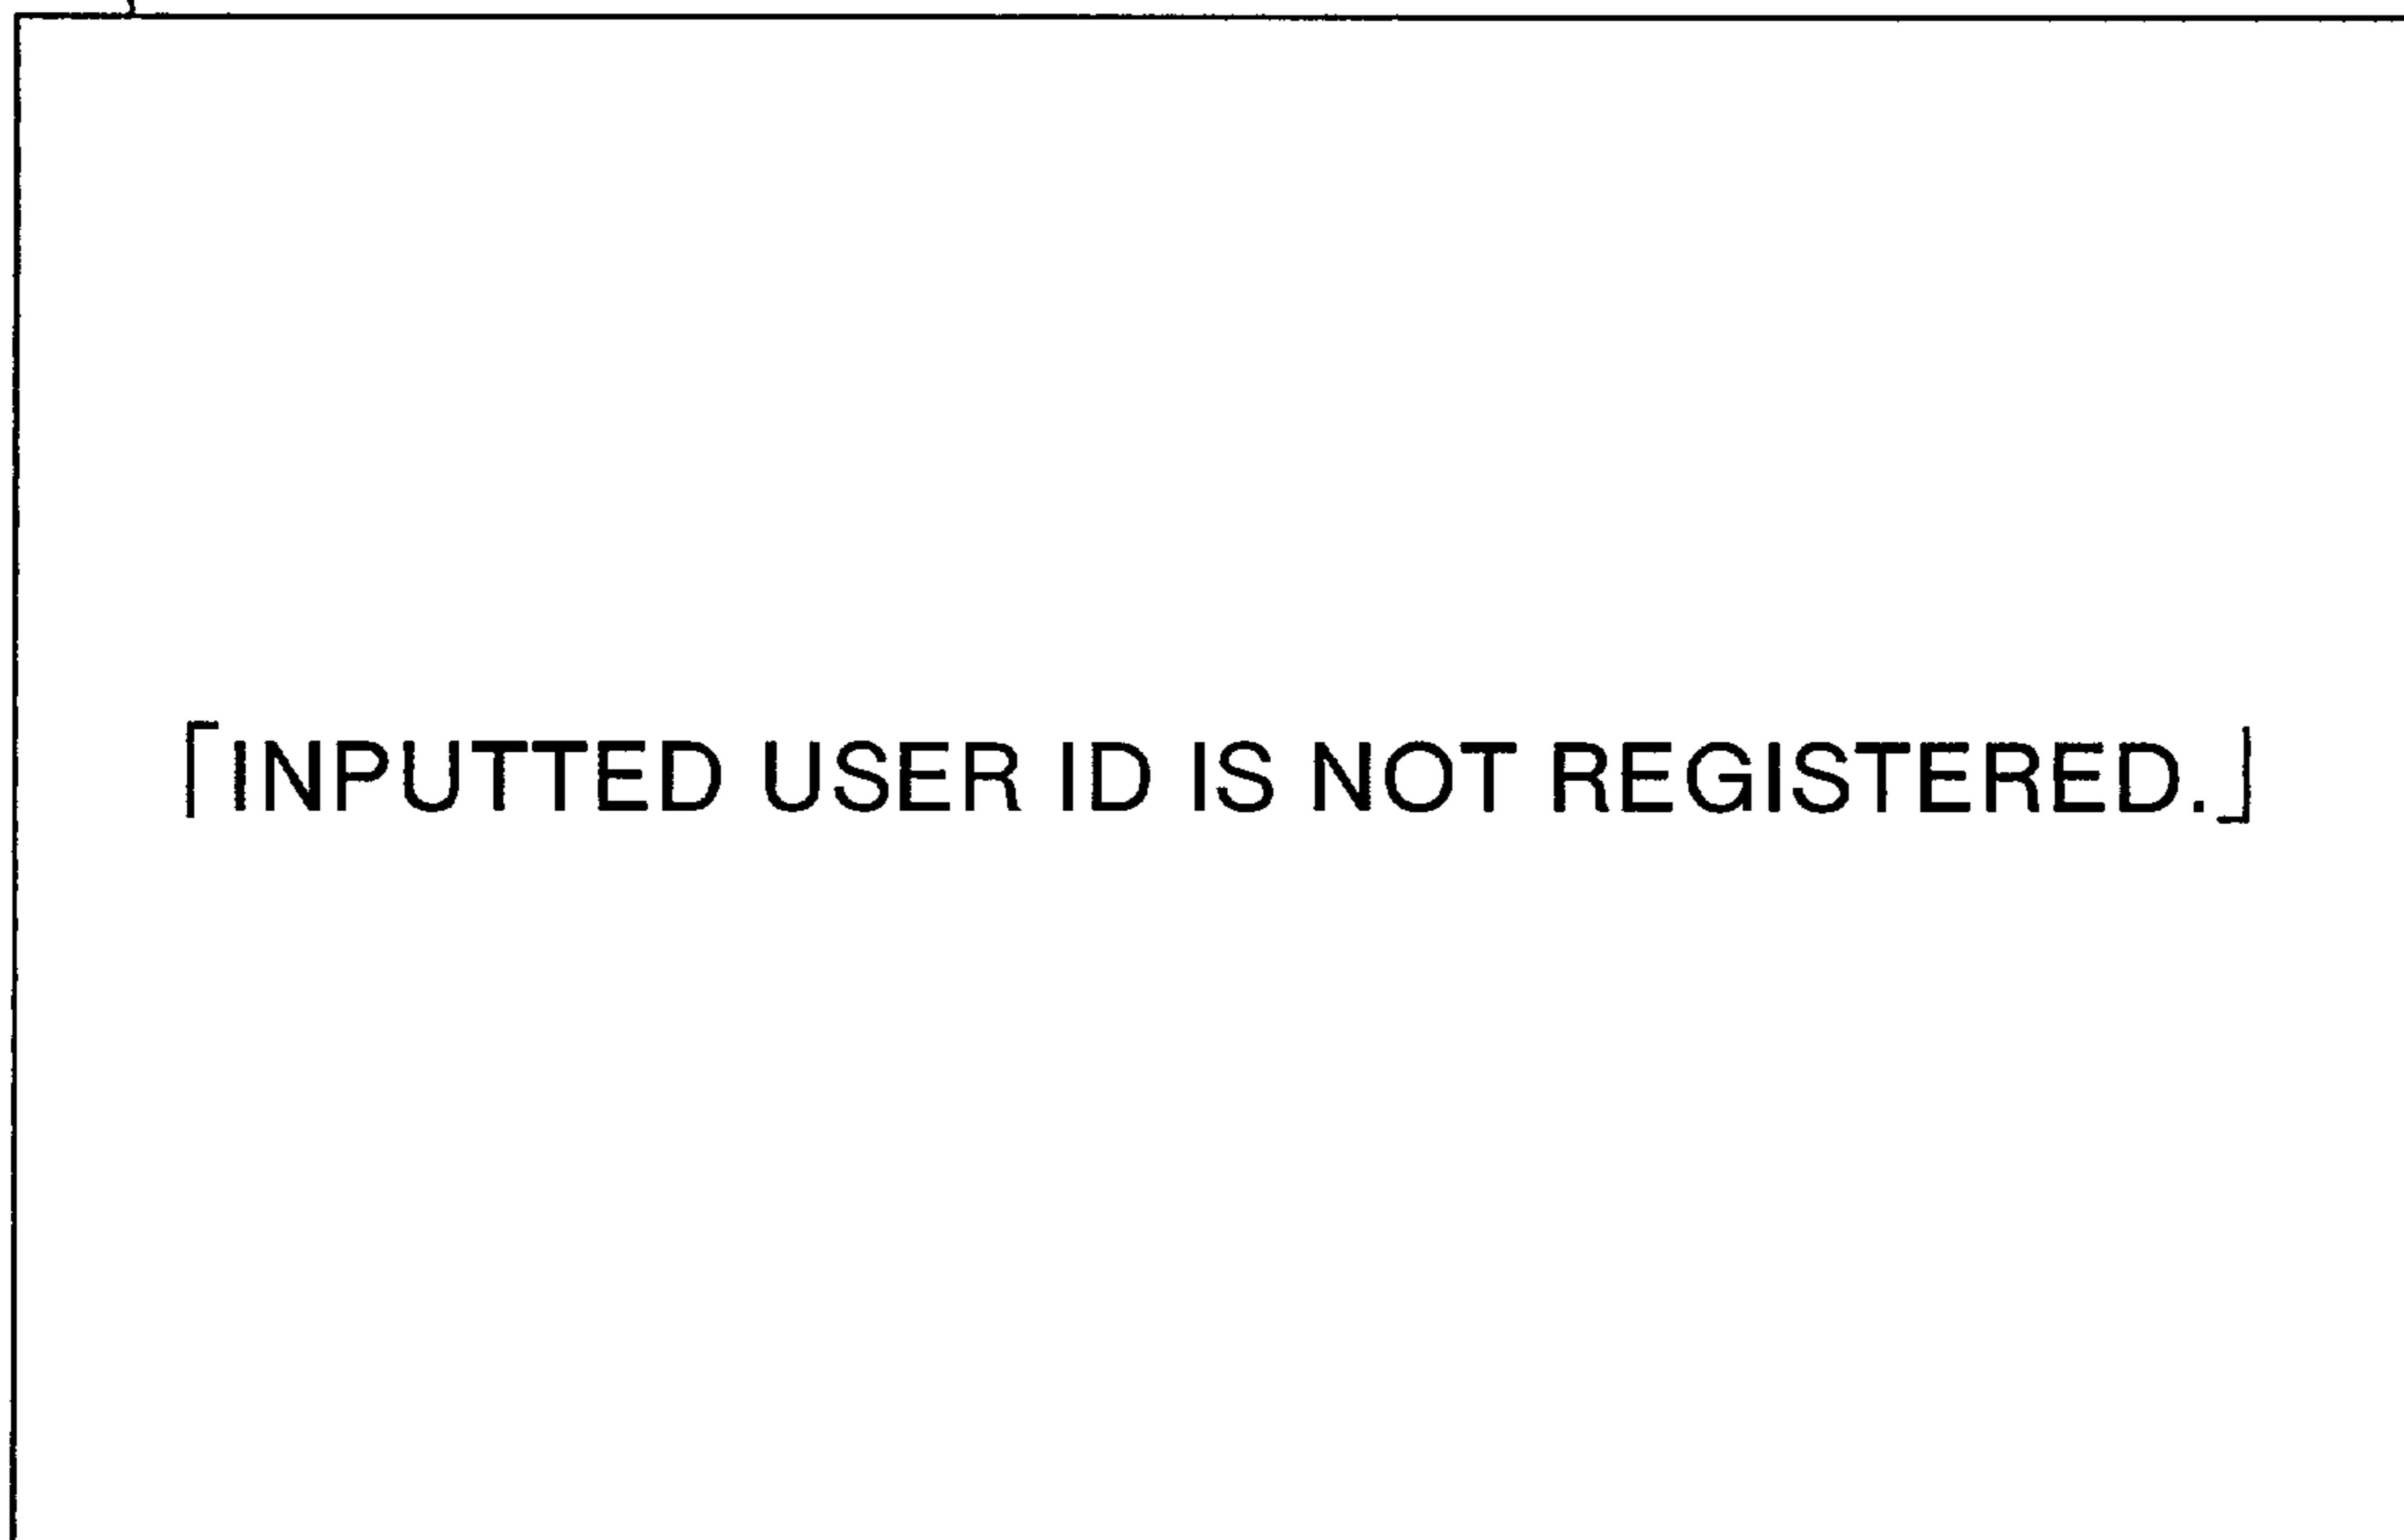 「INPUTTED USER ID IS NOT REGISTERED.」